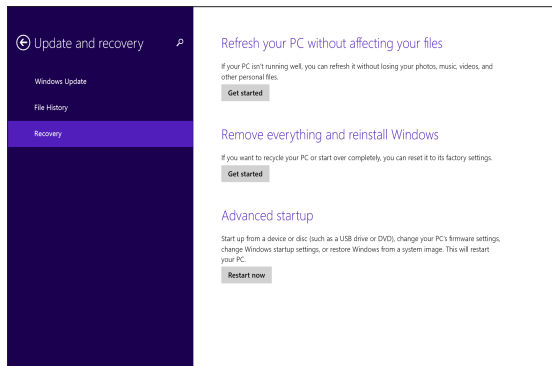 Update and recovery
Windows Update
File History
Recovery
Refresh your PC without affecting your files
If your PC isn't running well, you can refresh it without losing your photos, music, videos, and
other personal files.
Get started
Remove everything and reinstall Windows
If you want to recycle your PC or start over completely, you can reset it to its factory settings.
Get started
Advanced startup
Start up from a device or disc (such as a USB drive or DVD), change your PC's firmware settings,
change Windows startup settings, or restore Windows from a system image. This will restart
your PC.
Restart now